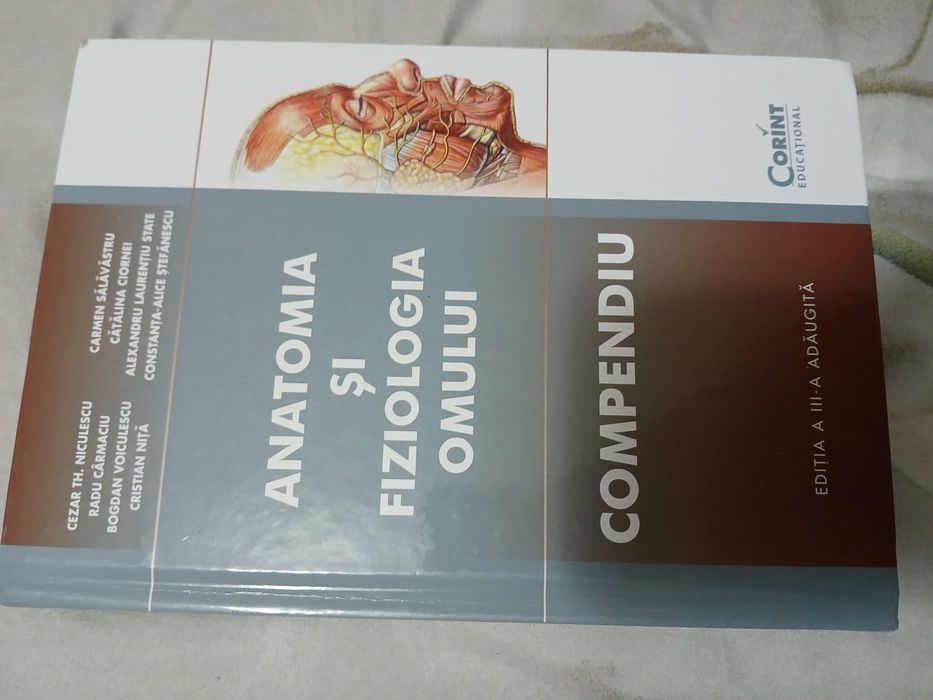 CEZAR TH. NICULESCU
RADU CÂRMACIU
BOGDAN VOICULESCU
CRISTIAN NIȚĂ
CARMEN SĂLĂVĂSTRU
CĂTĂLINA CIORNEI
ALEXANDRU LAURENȚIU STATE
CONSTANȚA-ALICE ȘTEFĂNESCU
ANATOMIA
ȘI
FIZIOLOGIA
OMULUI
COMPENDIU
EDIȚIA A III-A ADĂUGITĂ
CORINT
EDUCAȚIONAL